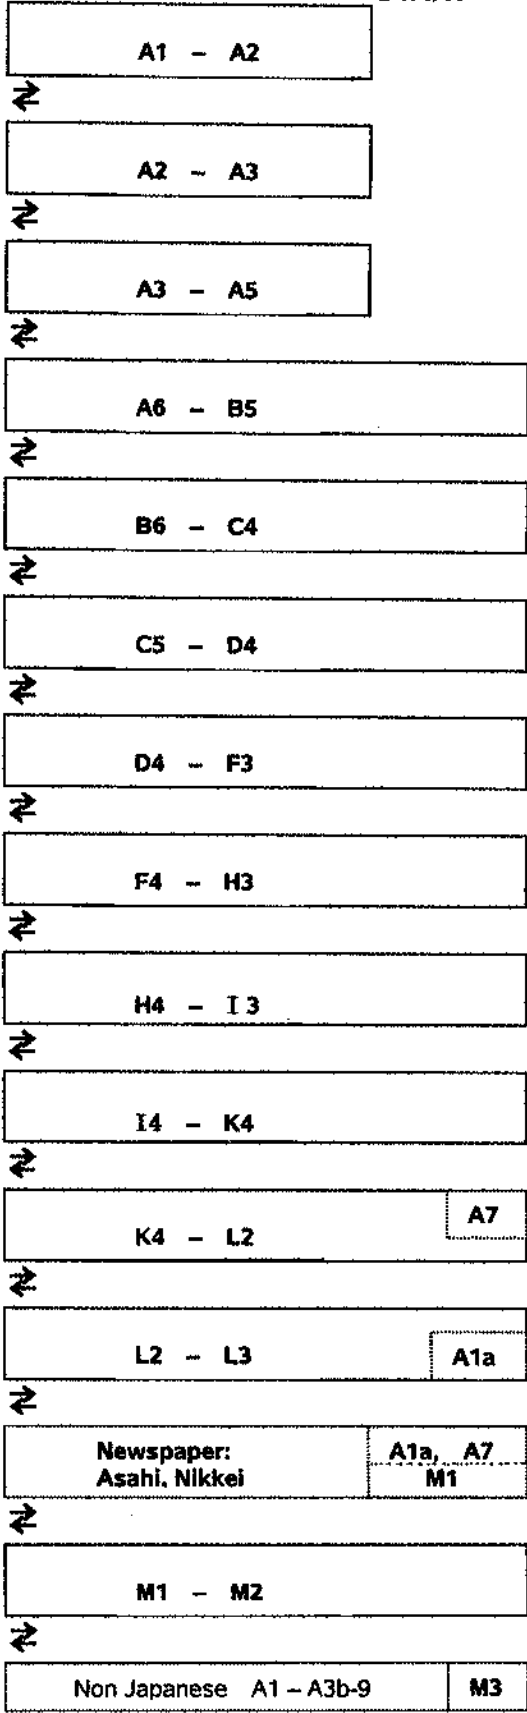 A1 – A2
A2 – A3
A3 – A5
A6 – B5
B6 – C4
C5 – D4
D4 – F3
F4 – H3
H4 – I 3
I4 – K4
K4 – L2
A7
L2 – L3
A1a
Newspaper:
Asahi, Nikkei
A1a, A7
M1
M1 – M2
Non Japanese A1 – A3b-9
M3